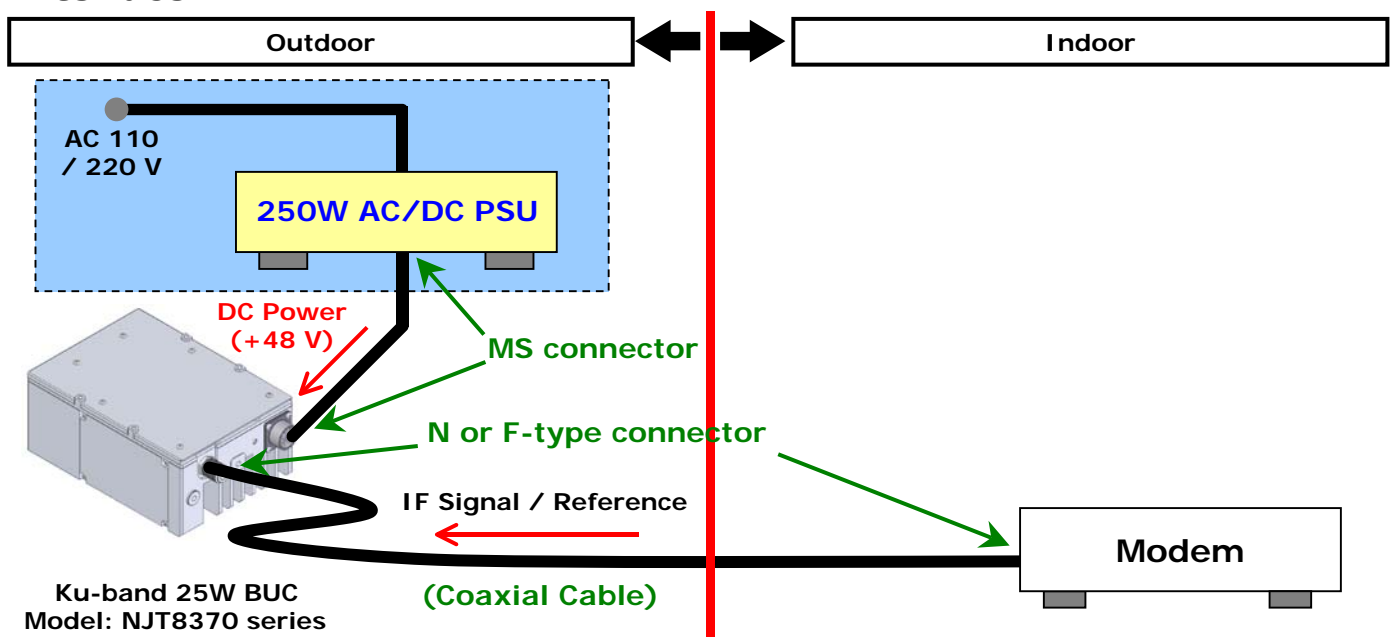 Outdoor
Indoor
AC 110
/ 220 V
250W AC/DC PSU
DC Power
(+48 V)
MS connector
N or F-type connector
IF Signal / Reference
Modem
(Coaxial Cable)
Ku-band 25W BUC
Model: NJT8370 series